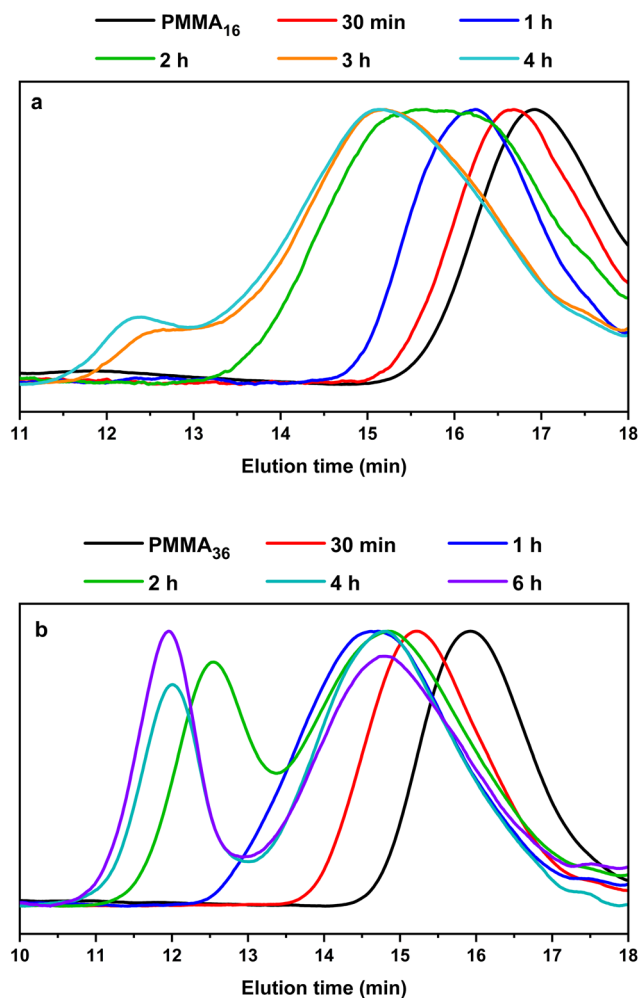 PMMA16 30 min 1 h
2 h 3 h 4 h
a
11 12 13 14 15 16 17 18
Elution time (min)
PMMA36 30 min 1 h
2 h 4 h 6 h
b
10 11 12 13 14 15 16 17 18
Elution time (min)